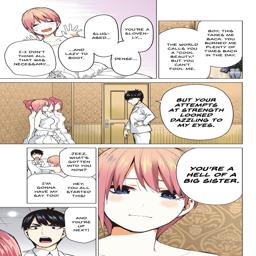 BOY, THIS
TAKES ME
BACK. YOU
BURNED ME
PLENTY OF
TIMES BACK
IN THE DAY.
THE WORLD
CALLS YOU
A "COOL
BEAUTY,"
BUT YOU
CAN'T
FOOL ME.
YOU'RE A
SLOVEN-
LY...
SLUG-
ABED...
DENSE...
...AND
LAZY TO
BOOT.
I-I DON'T
THINK ALL
THAT WAS
NECESSARY...
BUT YOUR
ATTEMPTS
AT STRENGTH
LOOKED
DAZZLING TO
MY EYES.
YOU'RE A
HELL OF A
BIG SISTER.
JEEZ,
WHAT'S
GOTTEN
INTO YOU
NOW?
HEY, YOU
ALL
STARTED
THIS!
I'M
GONNA
HAVE MY
SAY TOO!
AND
YOU'RE
UP
NEXT!